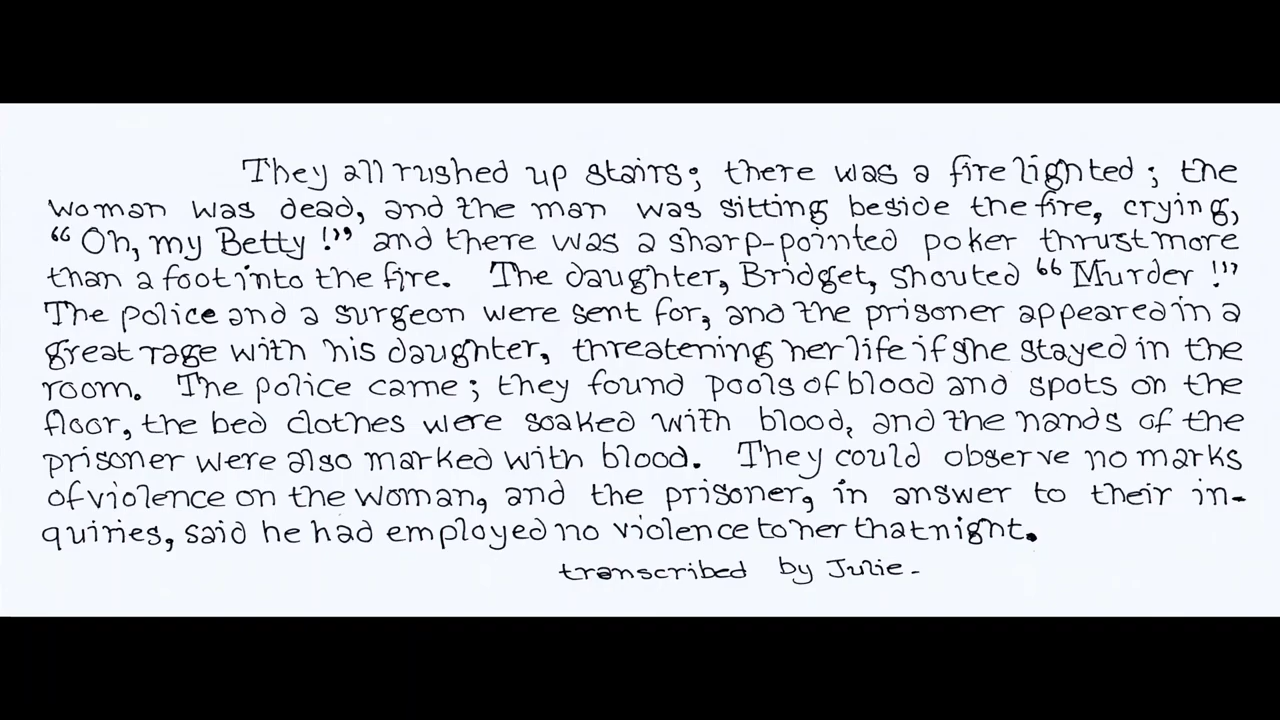 They all rushed up stairs; there was a fire lighted; the
woman was dead, and the man was sitting beside the fire, crying,
“Oh, my Betty!” and there was a sharp-pointed poker thrust more
than a foot into the fire. The daughter, Bridget, shouted “Murder!”
The police and a surgeon were sent for, and the prisoner appeared in a
great rage with his daughter, threatening her life if she stayed in the
room. The police came; they found pools of blood and spots on the
floor, the bed clothes were soaked with blood, and the hands of the
prisoner were also marked with blood. They could observe no marks
of violence on the woman, and the prisoner, in answer to their in-
quiries, said he had employed no violence to her that night.
transcribed by Julie.